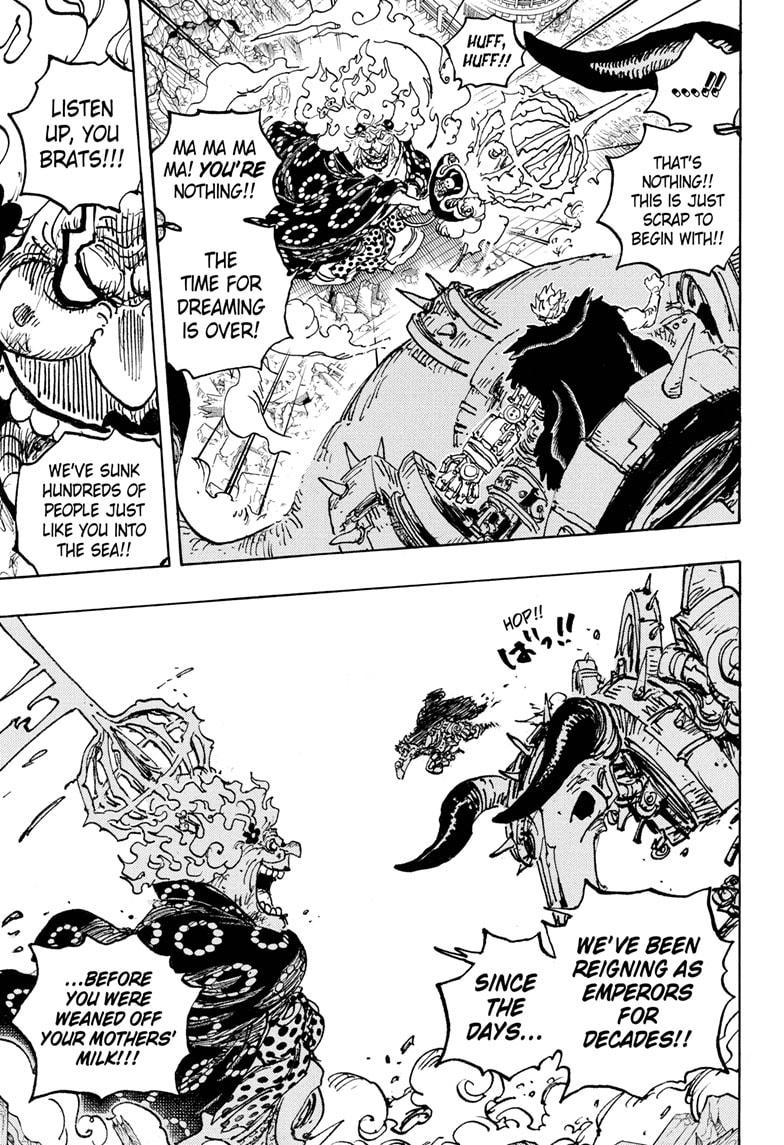 HUFF,
HUFF!!
....!!
THAT'S
NOTHING!!
THIS IS JUST
SCRAP TO
BEGIN WITH!!
MA MA MA
MA! YOU'RE
NOTHING!!
THE
TIME FOR
DREAMING
IS OVER!
LISTEN
UP, YOU
BRATS!!!
WE'VE SUNK
HUNDREDS OF
PEOPLE JUST
LIKE YOU INTO
THE SEA!!
HOP!!
ばっ!!
WE'VE BEEN
REIGNING AS
EMPERORS
FOR
DECADES!!
SINCE
THE
DAYS...
...BEFORE
YOU WERE
WEANED OFF
YOUR MOTHERS'
MILK!!!